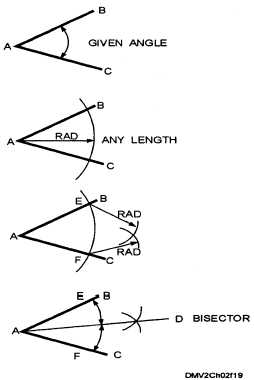 B
A
GIVEN ANGLE
C
B
A RAD ANY LENGTH
C
E B
RAD
A
RAD
F C
E B
D BISECTOR
A
F C
DMV2Ch02f19